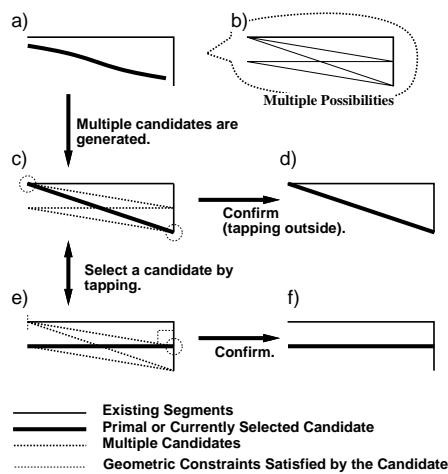 a)
b)
Multiple Possibilities
Multiple candidates are
generated.
c)
d)
Confirm
(tapping outside).
Select a candidate by
tapping.
e)
f)
Confirm.
Existing Segments
Primal or Currently Selected Candidate
Multiple Candidates
Geometric Constraints Satisfied by the Candidate